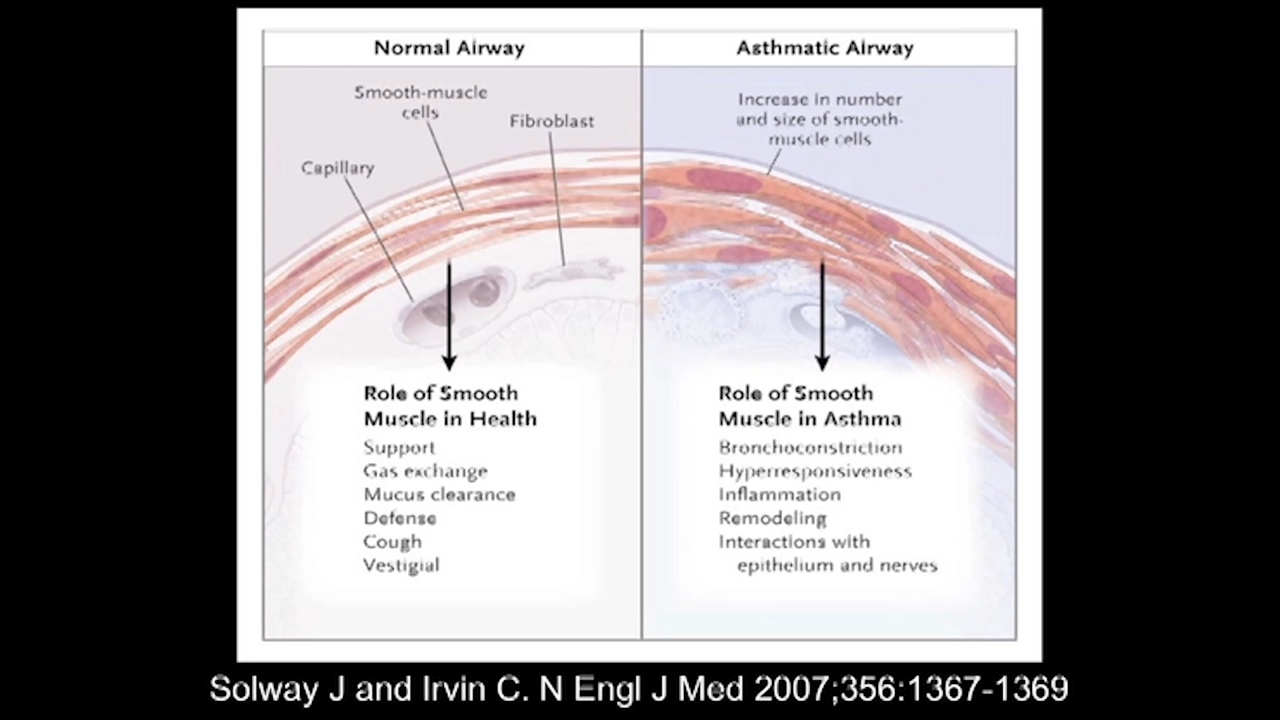 Normal Airway
Smooth-muscle
cells
Fibroblast
Capillary
Role of Smooth
Muscle in Health
Support
Gas exchange
Mucus clearance
Defense
Cough
Vestigial
Asthmatic Airway
Increase in number
and size of smooth-
muscle cells
Role of Smooth
Muscle in Asthma
Bronchoconstriction
Hyperresponsiveness
Inflammation
Remodeling
Interactions with
epithelium and nerves
Solway J and Irvin C. N Engl J Med 2007;356:1367-1369